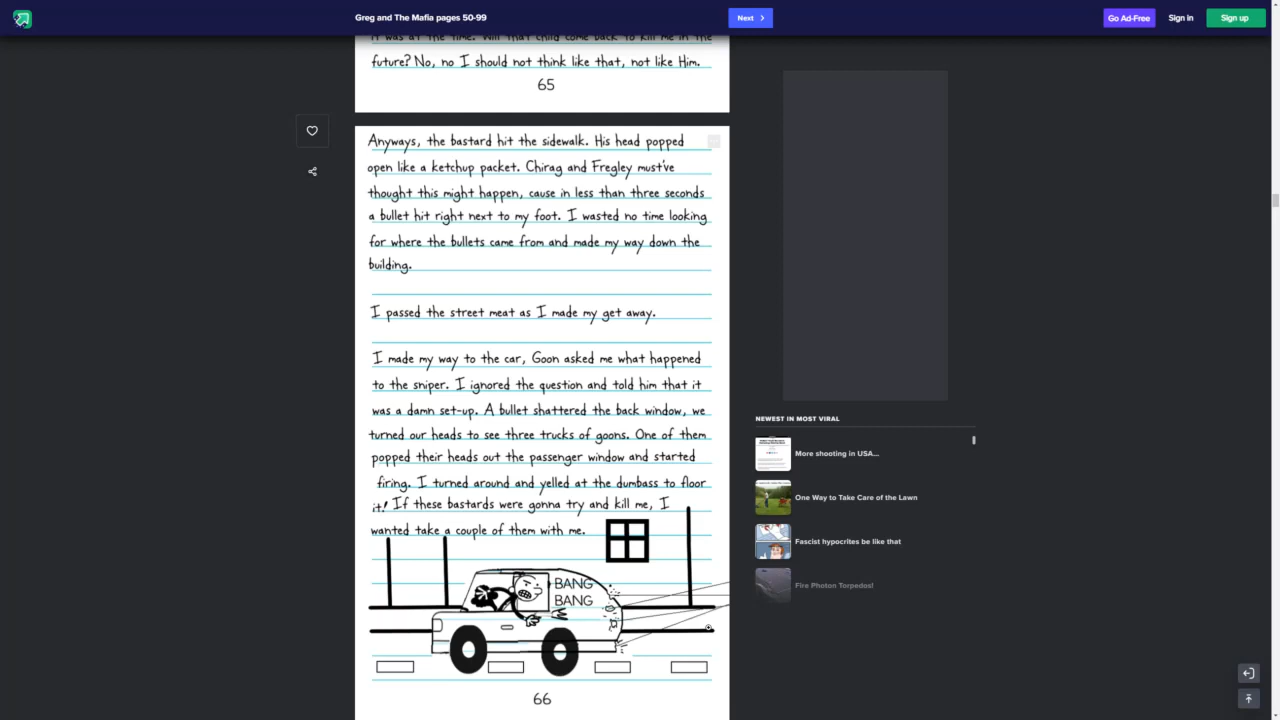 Greg and The Mafia pages 50-99
Next
Go Ad-Free
Sign in
Sign up
it was at the time. Will that child come back to kill me in the
future? No, no I should not think like that, not like Him.
65
Anyways, the bastard hit the sidewalk. His head popped
open like a ketchup packet. Chirag and Fregley must've
thought this might happen, cause in less than three seconds
a bullet hit right next to my foot. I wasted no time looking
for where the bullets came from and made my way down the
building.
I passed the street meat as I made my get away.
I made my way to the car, Goon asked me what happened
to the sniper. I ignored the question and told him that it
was a damn set-up. A bullet shattered the back window, we
turned our heads to see three trucks of goons. One of them
popped their heads out the passenger window and started
firing. I turned around and yelled at the dumbass to floor
it! If these bastards were gonna try and kill me, I
wanted take a couple of them with me.
BANG
BANG
66
NEWEST IN MOST VIRAL
More shooting in USA...
One Way to Take Care of the Lawn
Fascist hypocrites be like that
Fire Photon Torpedos!